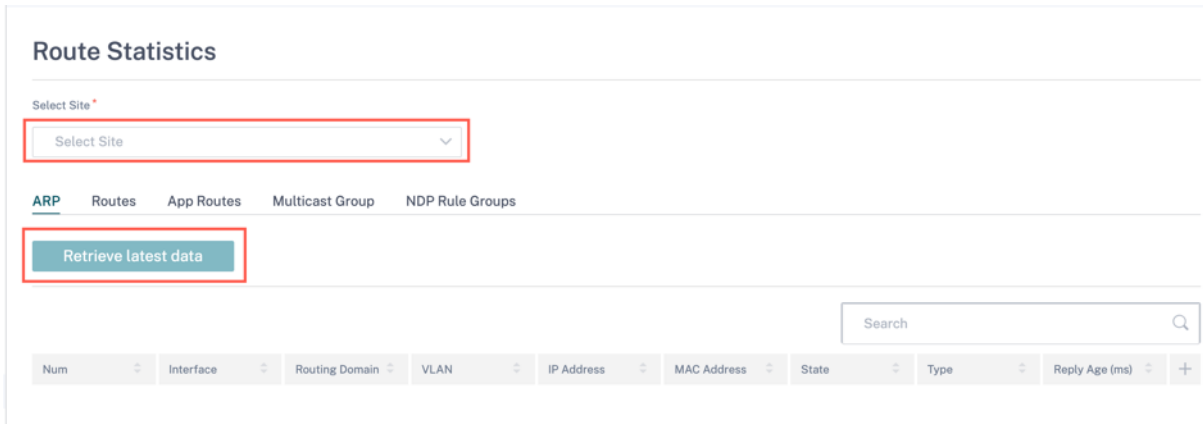 Route Statistics
Select Site *
Select Site
ARP Routes App Routes Multicast Group NDP Rule Groups
Retrieve latest data
Search
Num Interface Routing Domain VLAN IP Address MAC Address State Type Reply Age (ms)